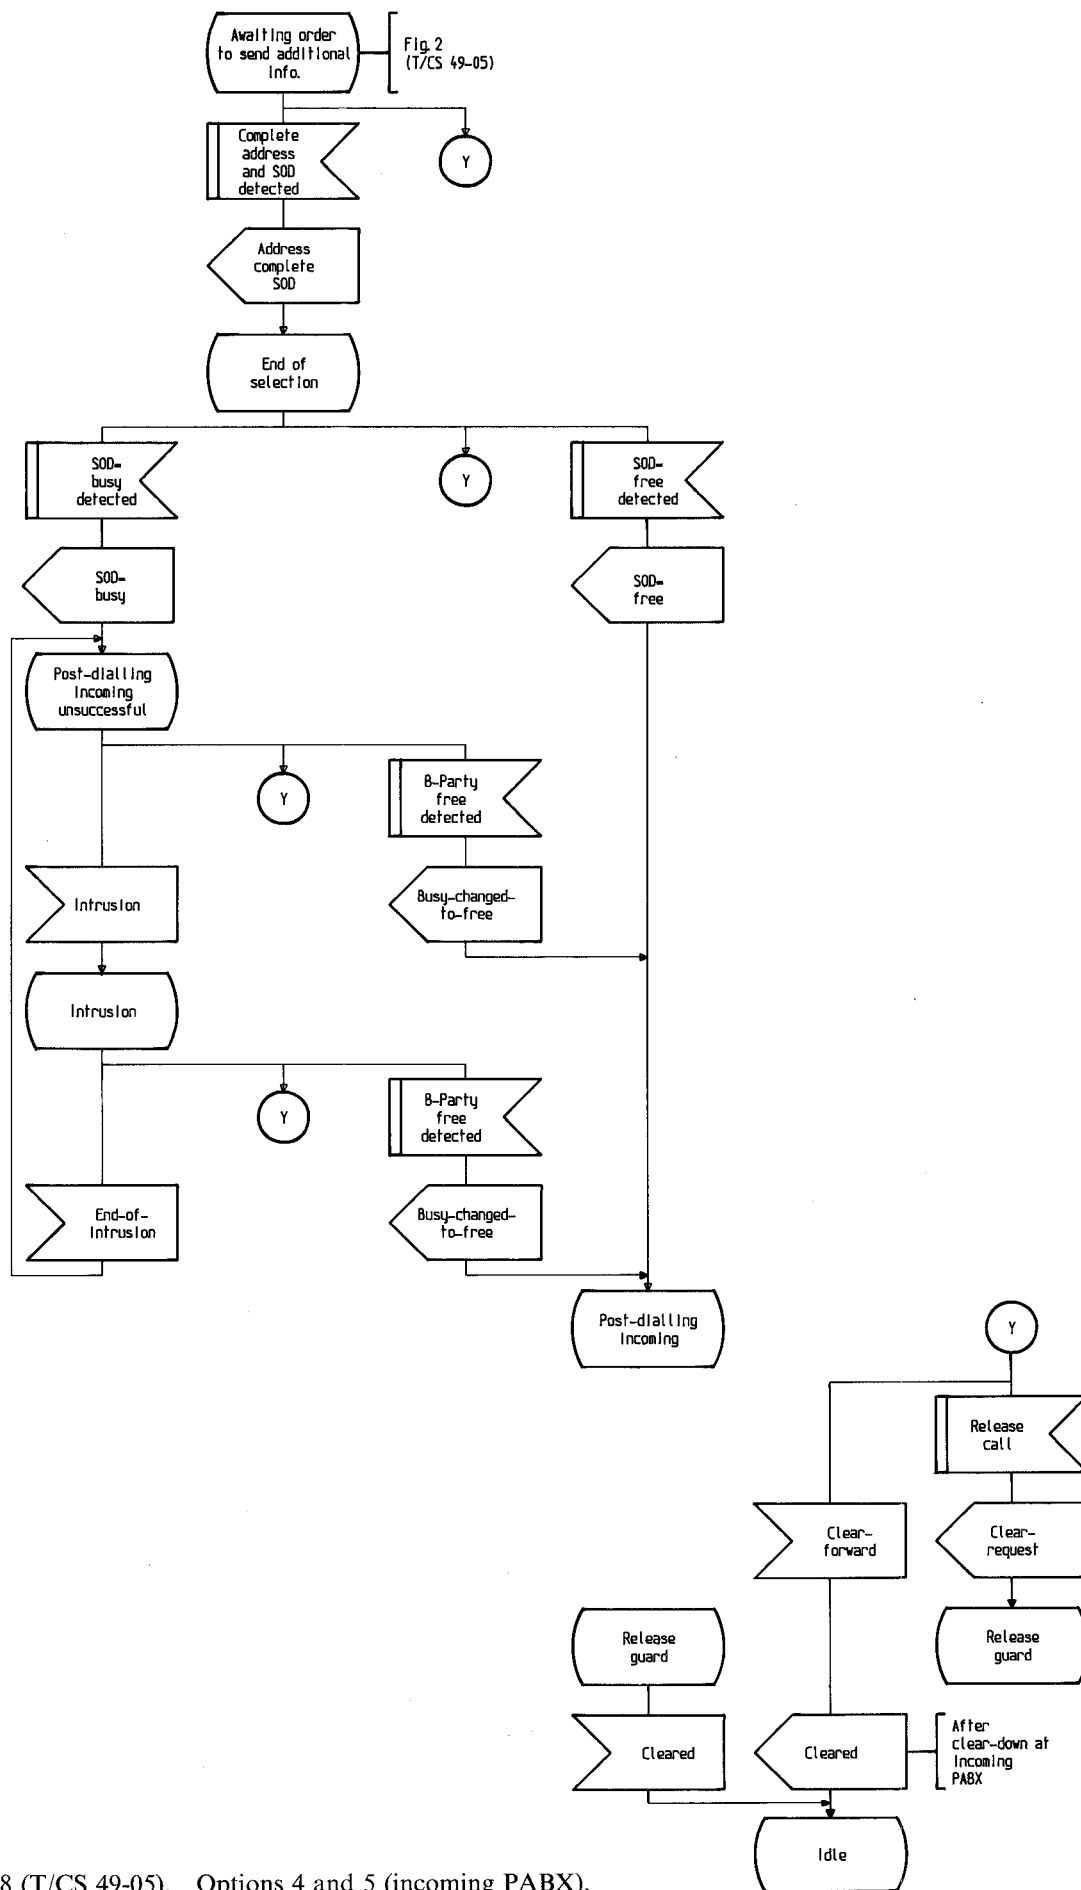 Awaiting order
to send additional
info.
Fig. 2
(T/CS 49-05)
Complete
address
and SOD
detected
Y
Address
complete
SOD
End of
selection
SOD-
busy
detected
Y
SOD-
free
detected
SOD-
busy
SOD-
free
Post-dialling
incoming
unsuccessful
Y
B-Party
free
detected
Intrusion
Busy-changed-
to-free
Intrusion
Y
B-Party
free
detected
End-of-
intrusion
Busy-changed-
to-free
Post-dialling
incoming
Y
Release
call
Clear-
forward
Clear-
request
Release
guard
Release
guard
Cleared
Cleared
After
clear-down at
incoming
PABX
Idle
8 (T/CS 49-05). Options 4 and 5 (incoming PABX).